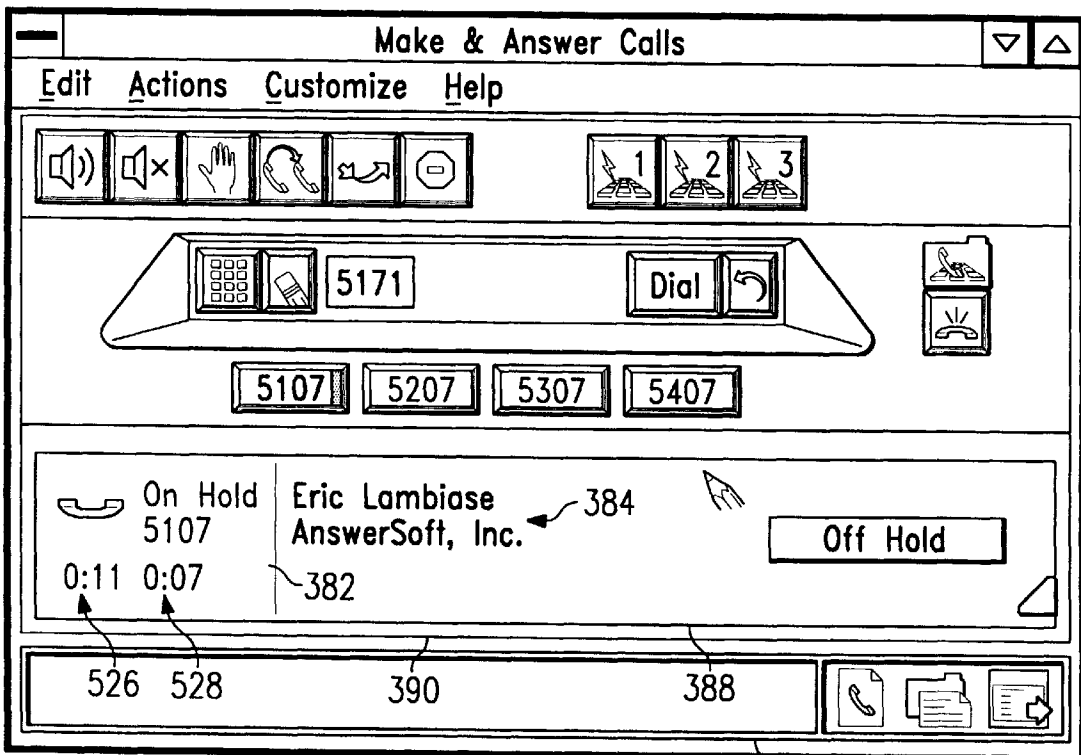 Make & Answer Calls
Edit Actions Customize Help
1 2 3
5171 Dial
5107 5207 5307 5407
On Hold
5107
0:11 0:07
Eric Lambiase
AnswerSoft, Inc.
384
Off Hold
382
526 528 390 388